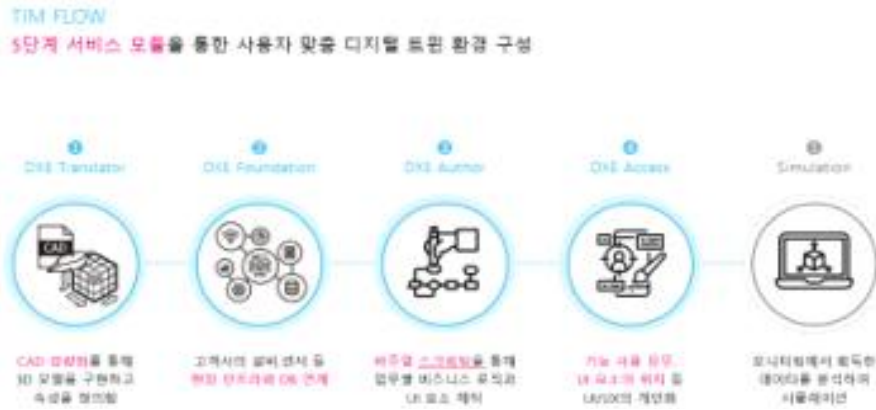 TIM FLOW
5단계 서비스 모듈을 통한 사용자 맞춤 디지털 트윈 환경 구성
1
DXE Translator
2
DXE Foundation
3
DXE Author
4
DXE Access
5
Simulation
CAD
CAD 경량화를 통해
3D 모델을 구현하고
속성을 정의함
고객사의 설비 센서 등
현장 인프라와 DB 연계
비주얼 스크립팅을 통해
업무별 비즈니스 로직과
UI 요소 제작
기능 사용 유무,
UI 요소의 위치 등
UI/UX의 개인화
모니터링에서 획득한
데이터를 분석하여
시뮬레이션